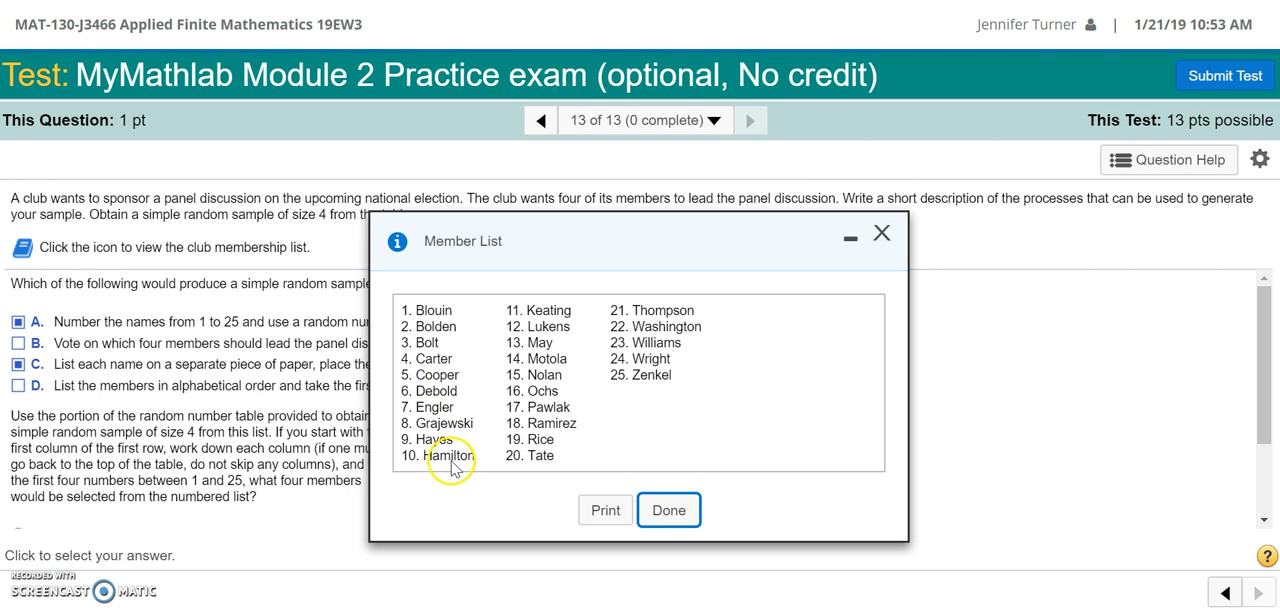 MAT-130-J3466 Applied Finite Mathematics 19EW3
Jennifer Turner | 1/21/19 10:53 AM
Test: MyMathlab Module 2 Practice exam (optional, No credit)
Submit Test
This Question: 1 pt
13 of 13 (0 complete)
This Test: 13 pts possible
Question Help
A club wants to sponsor a panel discussion on the upcoming national election. The club wants four of its members to lead the panel discussion. Write a short description of the processes that can be used to generate
your sample. Obtain a simple random sample of size 4 from
Click the icon to view the club membership list.
Which of the following would produce a simple random sample
A. Number the names from 1 to 25 and use a random
B. Vote on which four members should lead the panel
C. List each name on a separate piece of paper, place
D. List the members in alphabetical order and take the
Use the portion of the random number table provided to obtain
simple random sample of size 4 from this list. If you start with
first column of the first row, work down each column (if one
go back to the top of the table, do not skip any columns), and
the first four numbers between 1 and 25, what four members
would be selected from the numbered list?
Member List
1. Blouin 11. Keating 21. Thompson
2. Bolden 12. Lukens 22. Washington
3. Bolt 13. May 23. Williams
4. Carter 14. Motola 24. Wright
5. Cooper 15. Nolan 25. Zenkel
6. Debold 16. Ochs
7. Engler 17. Pawlak
8. Grajewski 18. Ramirez
9. Hayes 19. Rice
10. Hamilton 20. Tate
Print Done
Click to select your answer.
?
RECORDED WITH
SCREENCAST MATIC